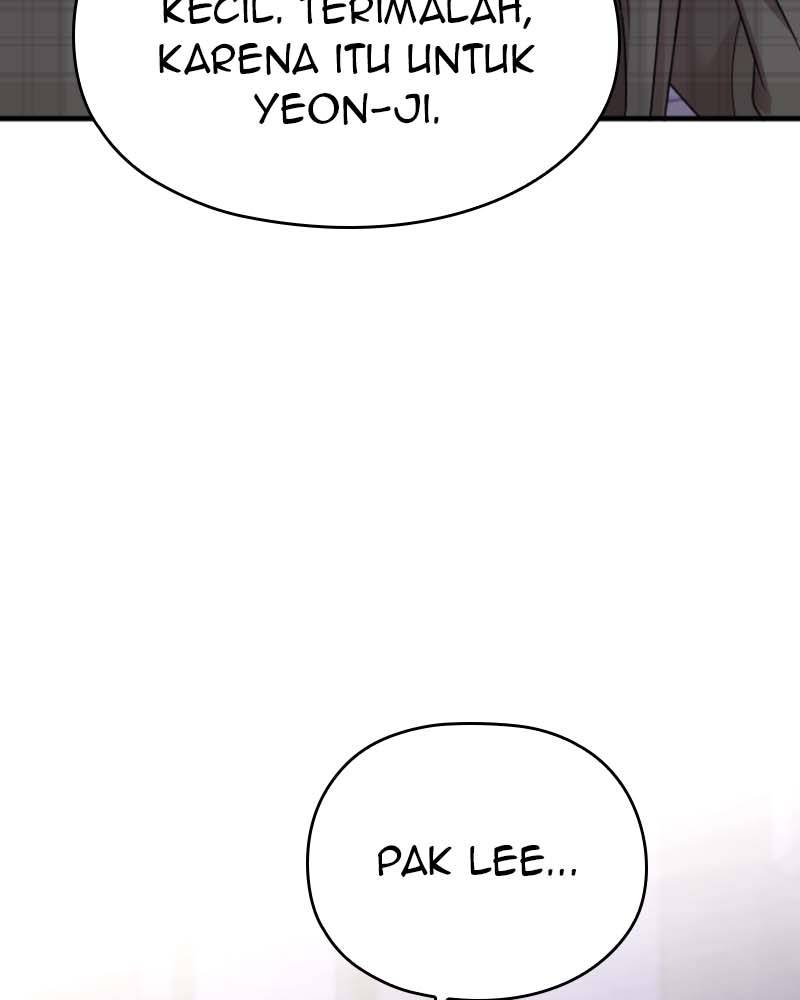 KECIL. TERIMALAH,
KARENA ITU UNTUK
YEON-JI.
PAK LEE...